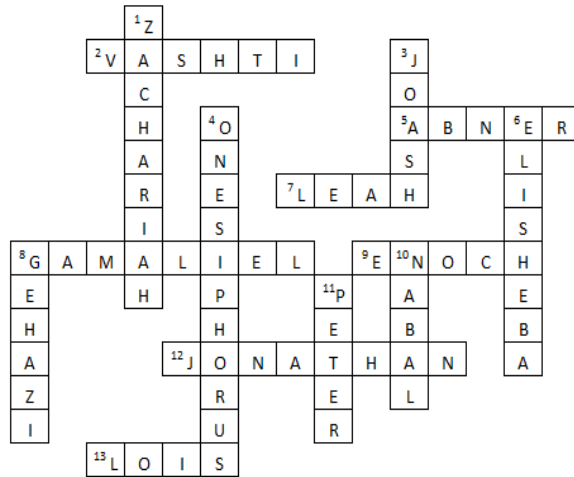 1Z
2V A S H T I 3J
C O
H 4O 5A B N 6E R
A N S L
R E 7L E A H I
I S S
8G A M A L I E L 9E 10N O C H
E H P 11P A E
H H E B B
A 12J O N A T H A N A
Z R E L
I U R
13L O I S